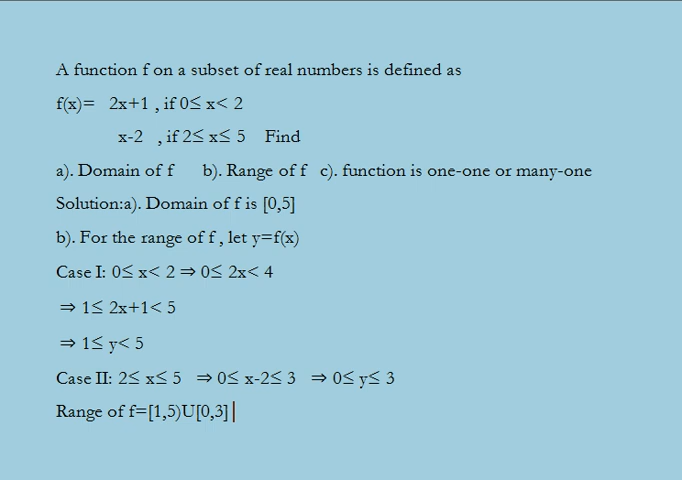 A function f on a subset of real numbers is defined as
f(x)= 2x+1 , if 0≤ x< 2
x-2 , if 2≤ x≤ 5 Find
a). Domain of f b). Range of f c). function is one-one or many-one
Solution:a). Domain of f is [0,5]
b). For the range of f , let y=f(x)
Case I: 0≤ x< 2 ⇒ 0≤ 2x< 4
⇒ 1≤ 2x+1< 5
⇒ 1≤ y< 5
Case II: 2≤ x≤ 5 ⇒ 0≤ x-2≤ 3 ⇒ 0≤ y≤ 3
Range of f=[1,5)U[0,3]